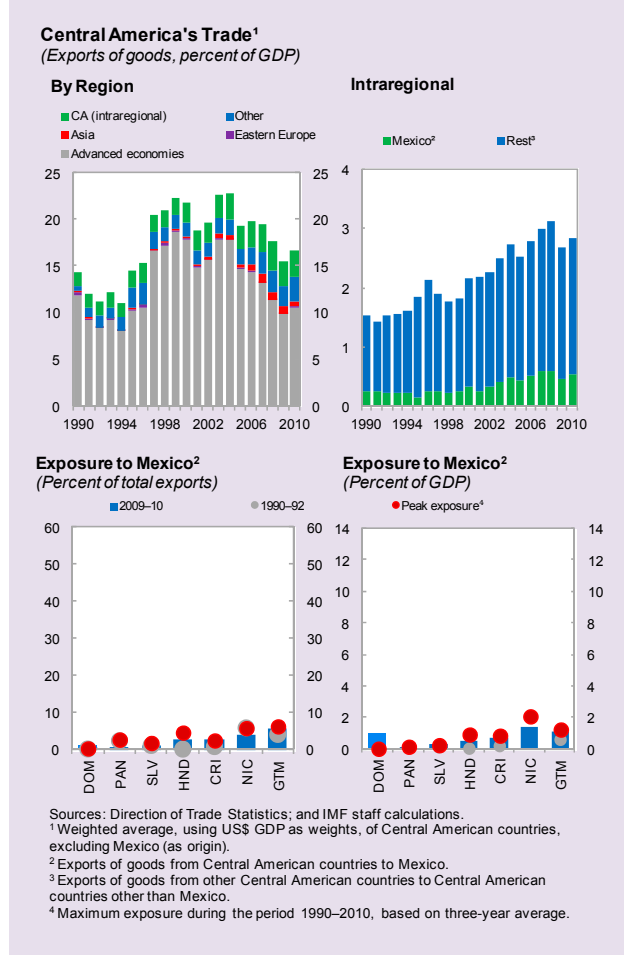 Central America's Trade¹
(Exports of goods, percent of GDP)
By Region
CA (intraregional) Other
Asia Eastern Europe
Advanced economies
25 25
20 20
15 15
10 10
5 5
0 0
1990 1994 1998 2002 2006 2010
Intraregional
Mexico² Rest³
4
3
2
1
0
1990 1994 1998 2002 2006 2010
Exposure to Mexico²
(Percent of total exports)
Exposure to Mexico²
(Percent of GDP)
2009–10 1990–92 Peak exposure⁴
60 60
50 50
40 40
30 30
20 20
10 10
0 0
DOM PAN SLV HND CRI NIC GTM
14 14
12 12
10 10
8 8
6 6
4 4
2 2
0 0
DOM PAN SLV HND CRI NIC GTM
Sources: Direction of Trade Statistics; and IMF staff calculations.
¹ Weighted average, using US$ GDP as weights, of Central American countries,
excluding Mexico (as origin).
² Exports of goods from Central American countries to Mexico.
³ Exports of goods from other Central American countries to Central American
countries other than Mexico.
⁴ Maximum exposure during the period 1990–2010, based on three-year average.